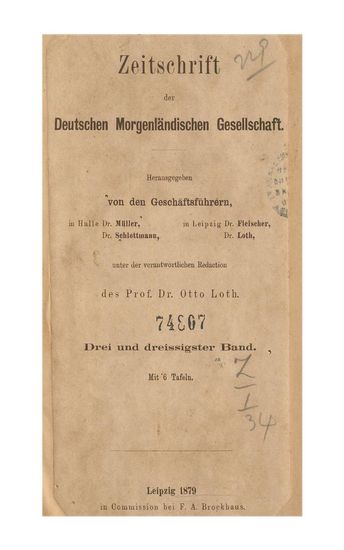 Zeitschrift
der
Deutschen Morgenländischen Gesellschaft.
Herausgegeben
von den Geschäftsführern,
in Halle Dr. Müller, in Leipzig Dr. Fleischer,
Dr. Schlottmann, Dr. Loth,
unter der verantwortlichen Redaction
des Prof. Dr. Otto Loth.
74807
Drei und dreissigster Band.
Mit 6 Tafeln.
Z
1
34
Leipzig 1879
in Commission bei F. A. Brockhaus.